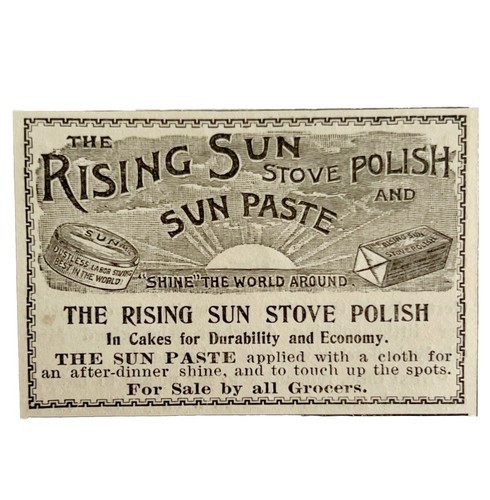 THE
RISING SUN
STOVE POLISH
AND
SUN PASTE
SUN
DUSTLESS, LABOR SAVING
BEST IN THE WORLD!
THE RISING SUN
STOVE POLISH
"SHINE" THE WORLD AROUND.
THE RISING SUN STOVE POLISH
In Cakes for Durability and Economy.
THE SUN PASTE applied with a cloth for
an after-dinner shine, and to touch up the spots.
For Sale by all Grocers.